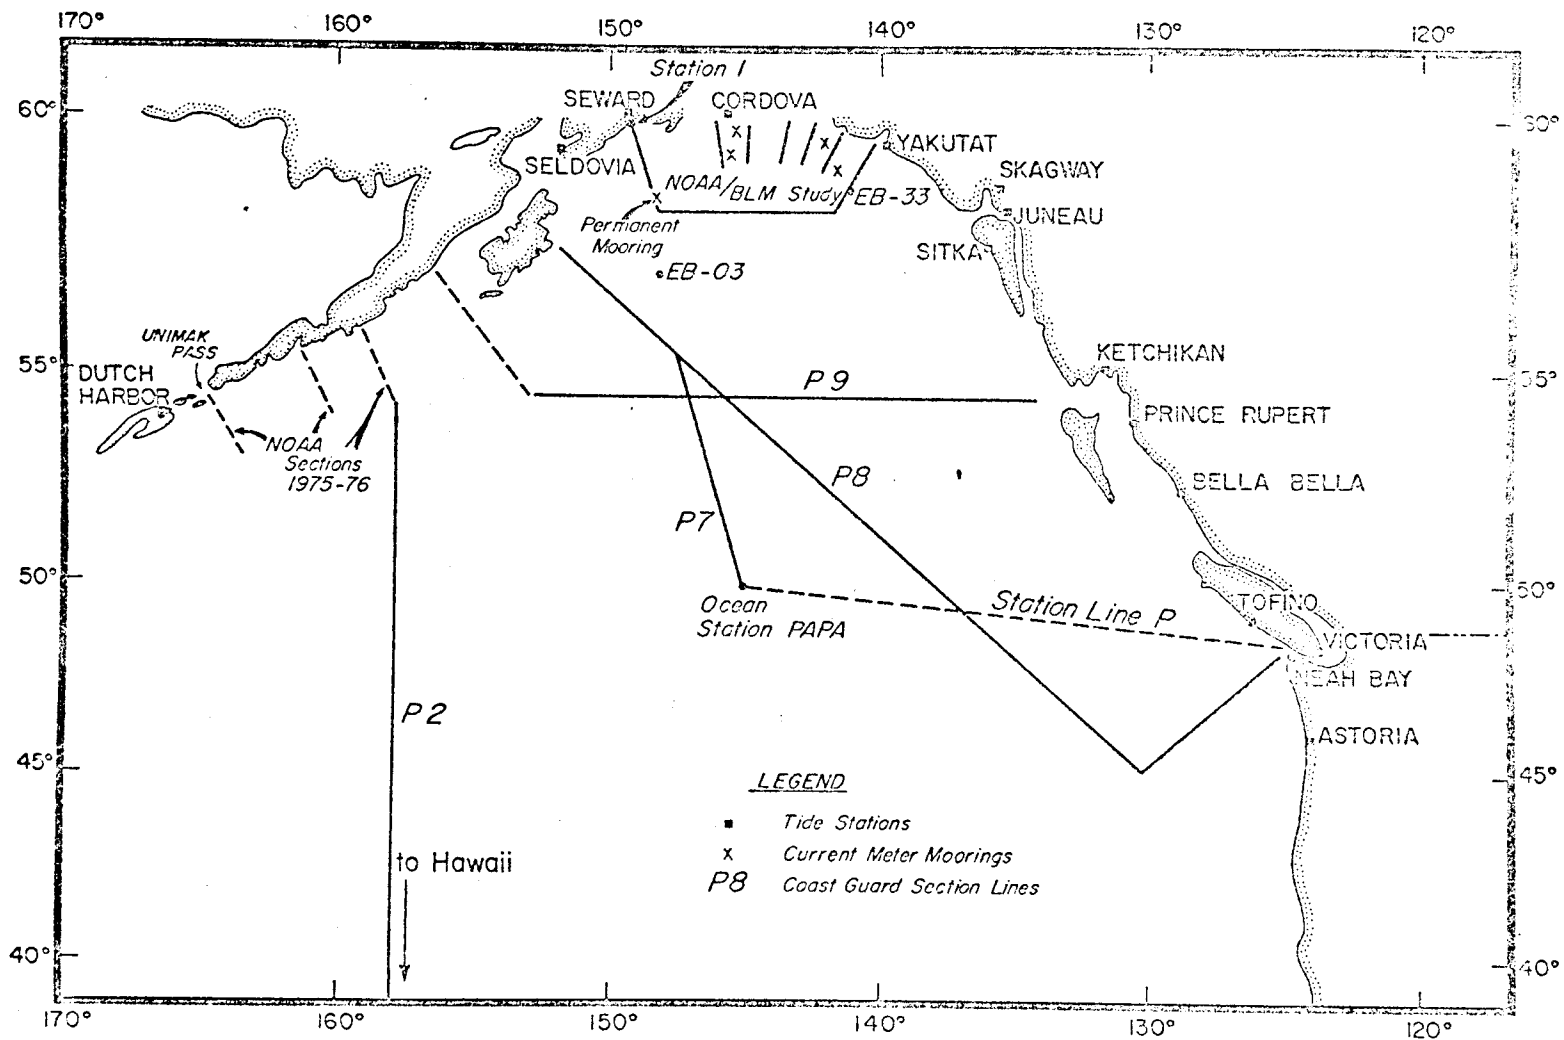 170° 160° 150° 140° 130° 120°
Station 1
SEWARD CORDOVA
60°
YAKUTAT
SELDOVIA
SKAGWAY
NOAA/BLM Study
EB-33
JUNEAU
Permanent
Mooring
SITKA
EB-03
UNIMAK
PASS
KETCHIKAN
55°
DUTCH
HARBOR
P9
PRINCE RUPERT
NOAA
Sections
1975-76
P8
BELLA BELLA
P7
50° 50°
Ocean
Station PAPA
Station Line P
TOFINO
VICTORIA
NEAH BAY
P2
ASTORIA
45° 45°
LEGEND
Tide Stations
x Current Meter Moorings
P8 Coast Guard Section Lines
to Hawaii
40° 40°
170° 160° 150° 140° 130° 120°